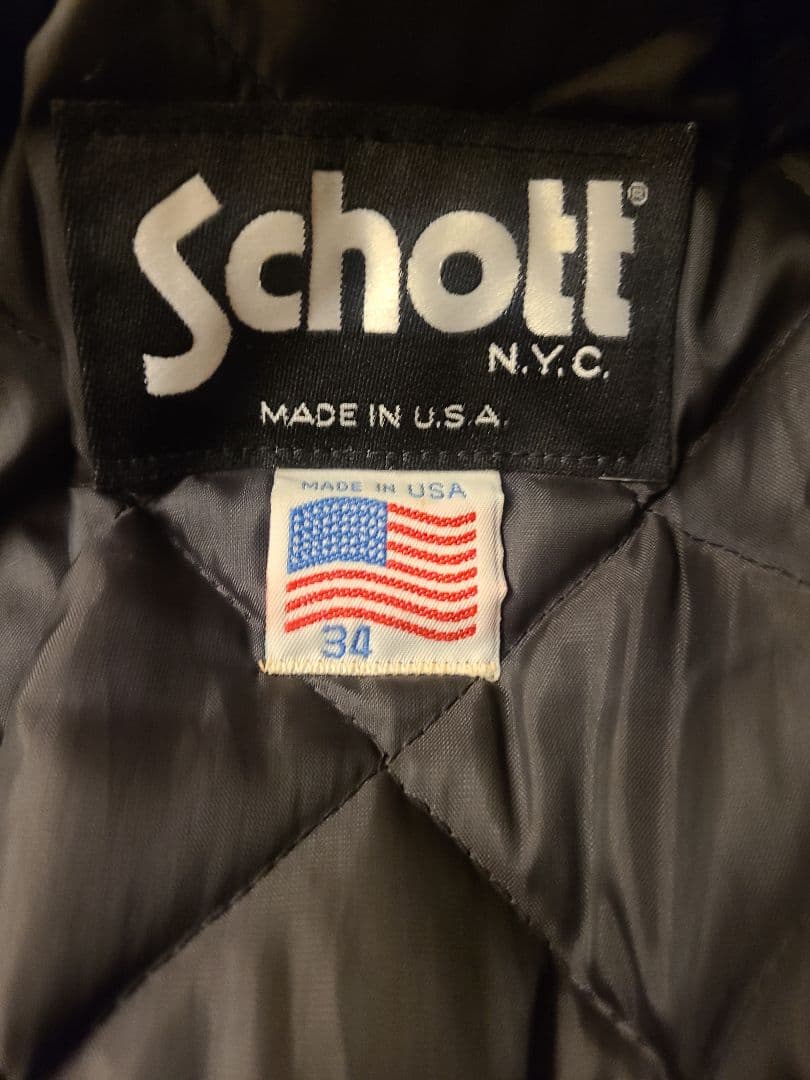 Schott®
N.Y.C.
MADE IN U.S.A.
MADE IN USA
34